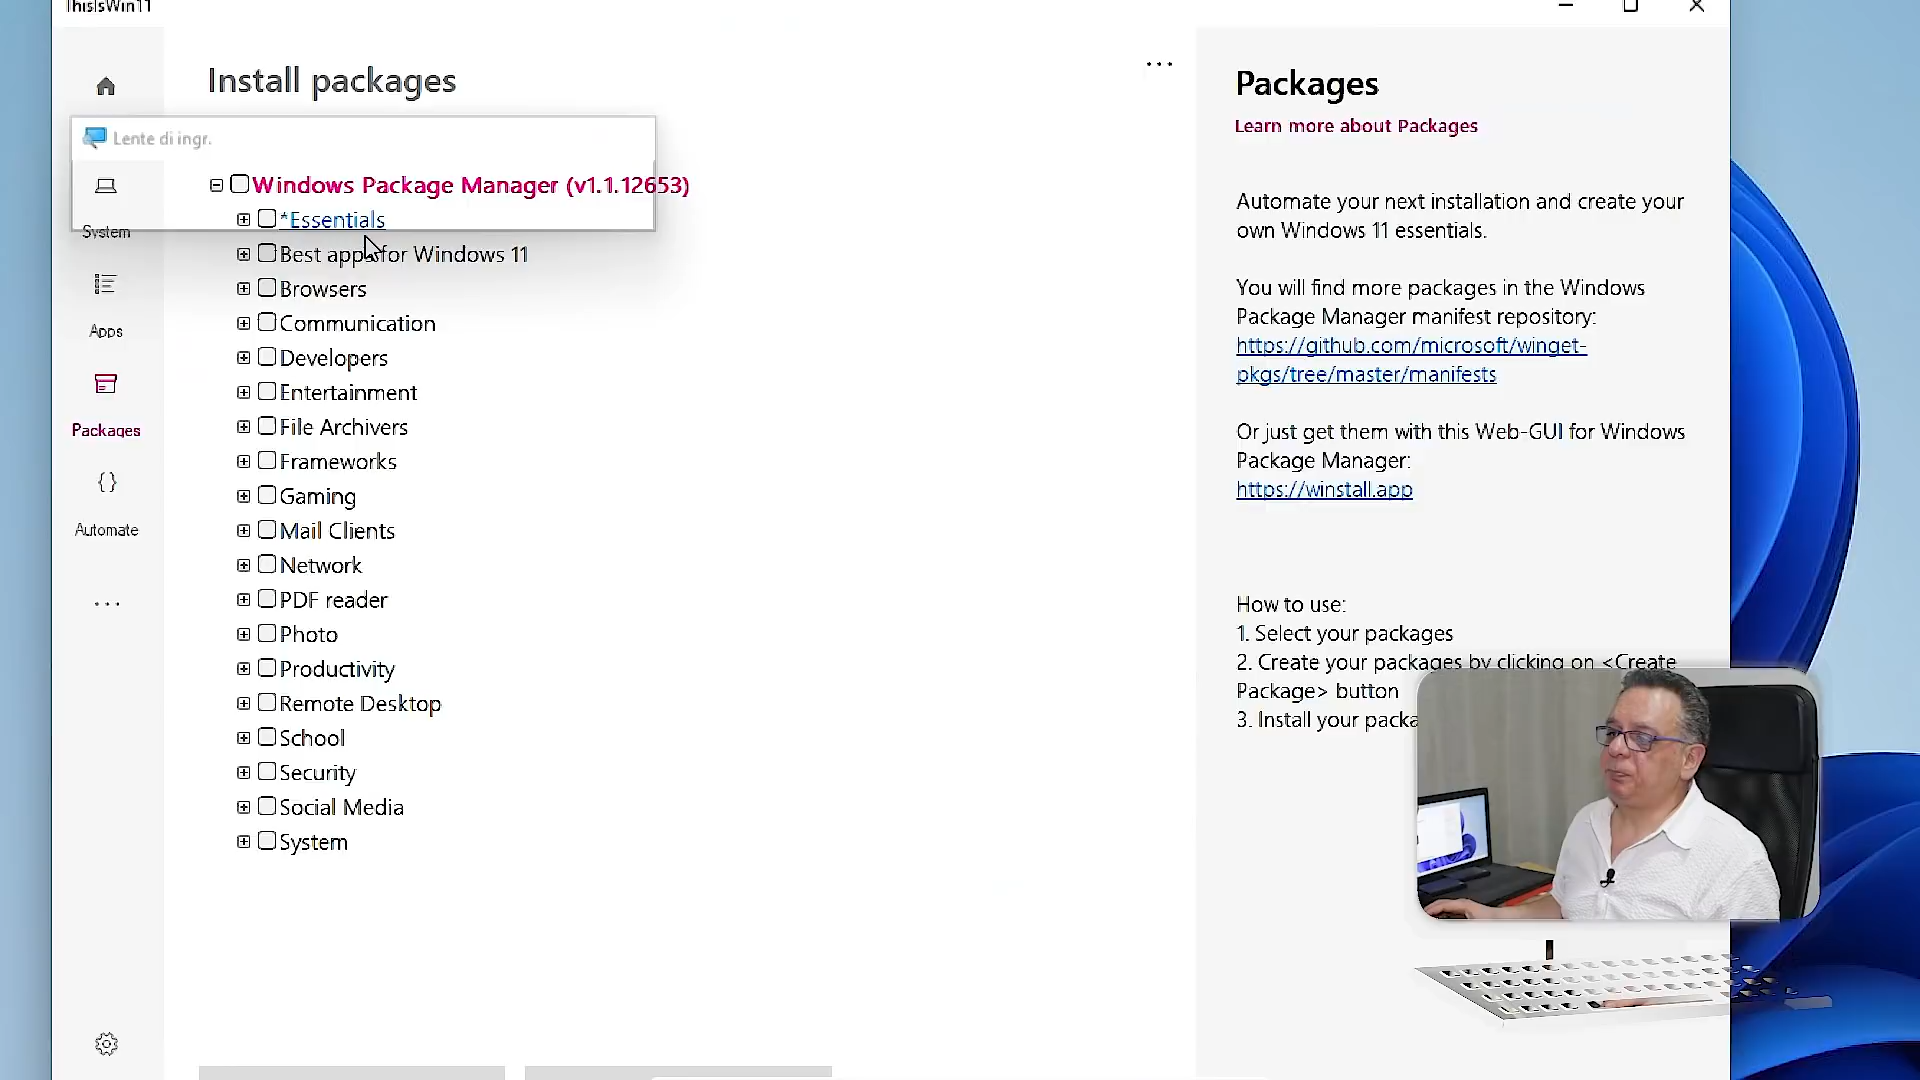 ThisIsWin11
Install packages
Lente di ingr.
Windows Package Manager (v1.1.12653)
*Essentials
Best apps for Windows 11
Browsers
Communication
Developers
Entertainment
File Archivers
Frameworks
Gaming
Mail Clients
Network
PDF reader
Photo
Productivity
Remote Desktop
School
Security
Social Media
System
System
Apps
Packages
Automate
Packages
Learn more about Packages
Automate your next installation and create your
own Windows 11 essentials.
You will find more packages in the Windows
Package Manager manifest repository:
https://github.com/microsoft/winget-
pkgs/tree/master/manifests
Or just get them with this Web-GUI for Windows
Package Manager:
https://winstall.app
How to use:
1. Select your packages
2. Create your packages by clicking on <Create
Package> button
3. Install your packa